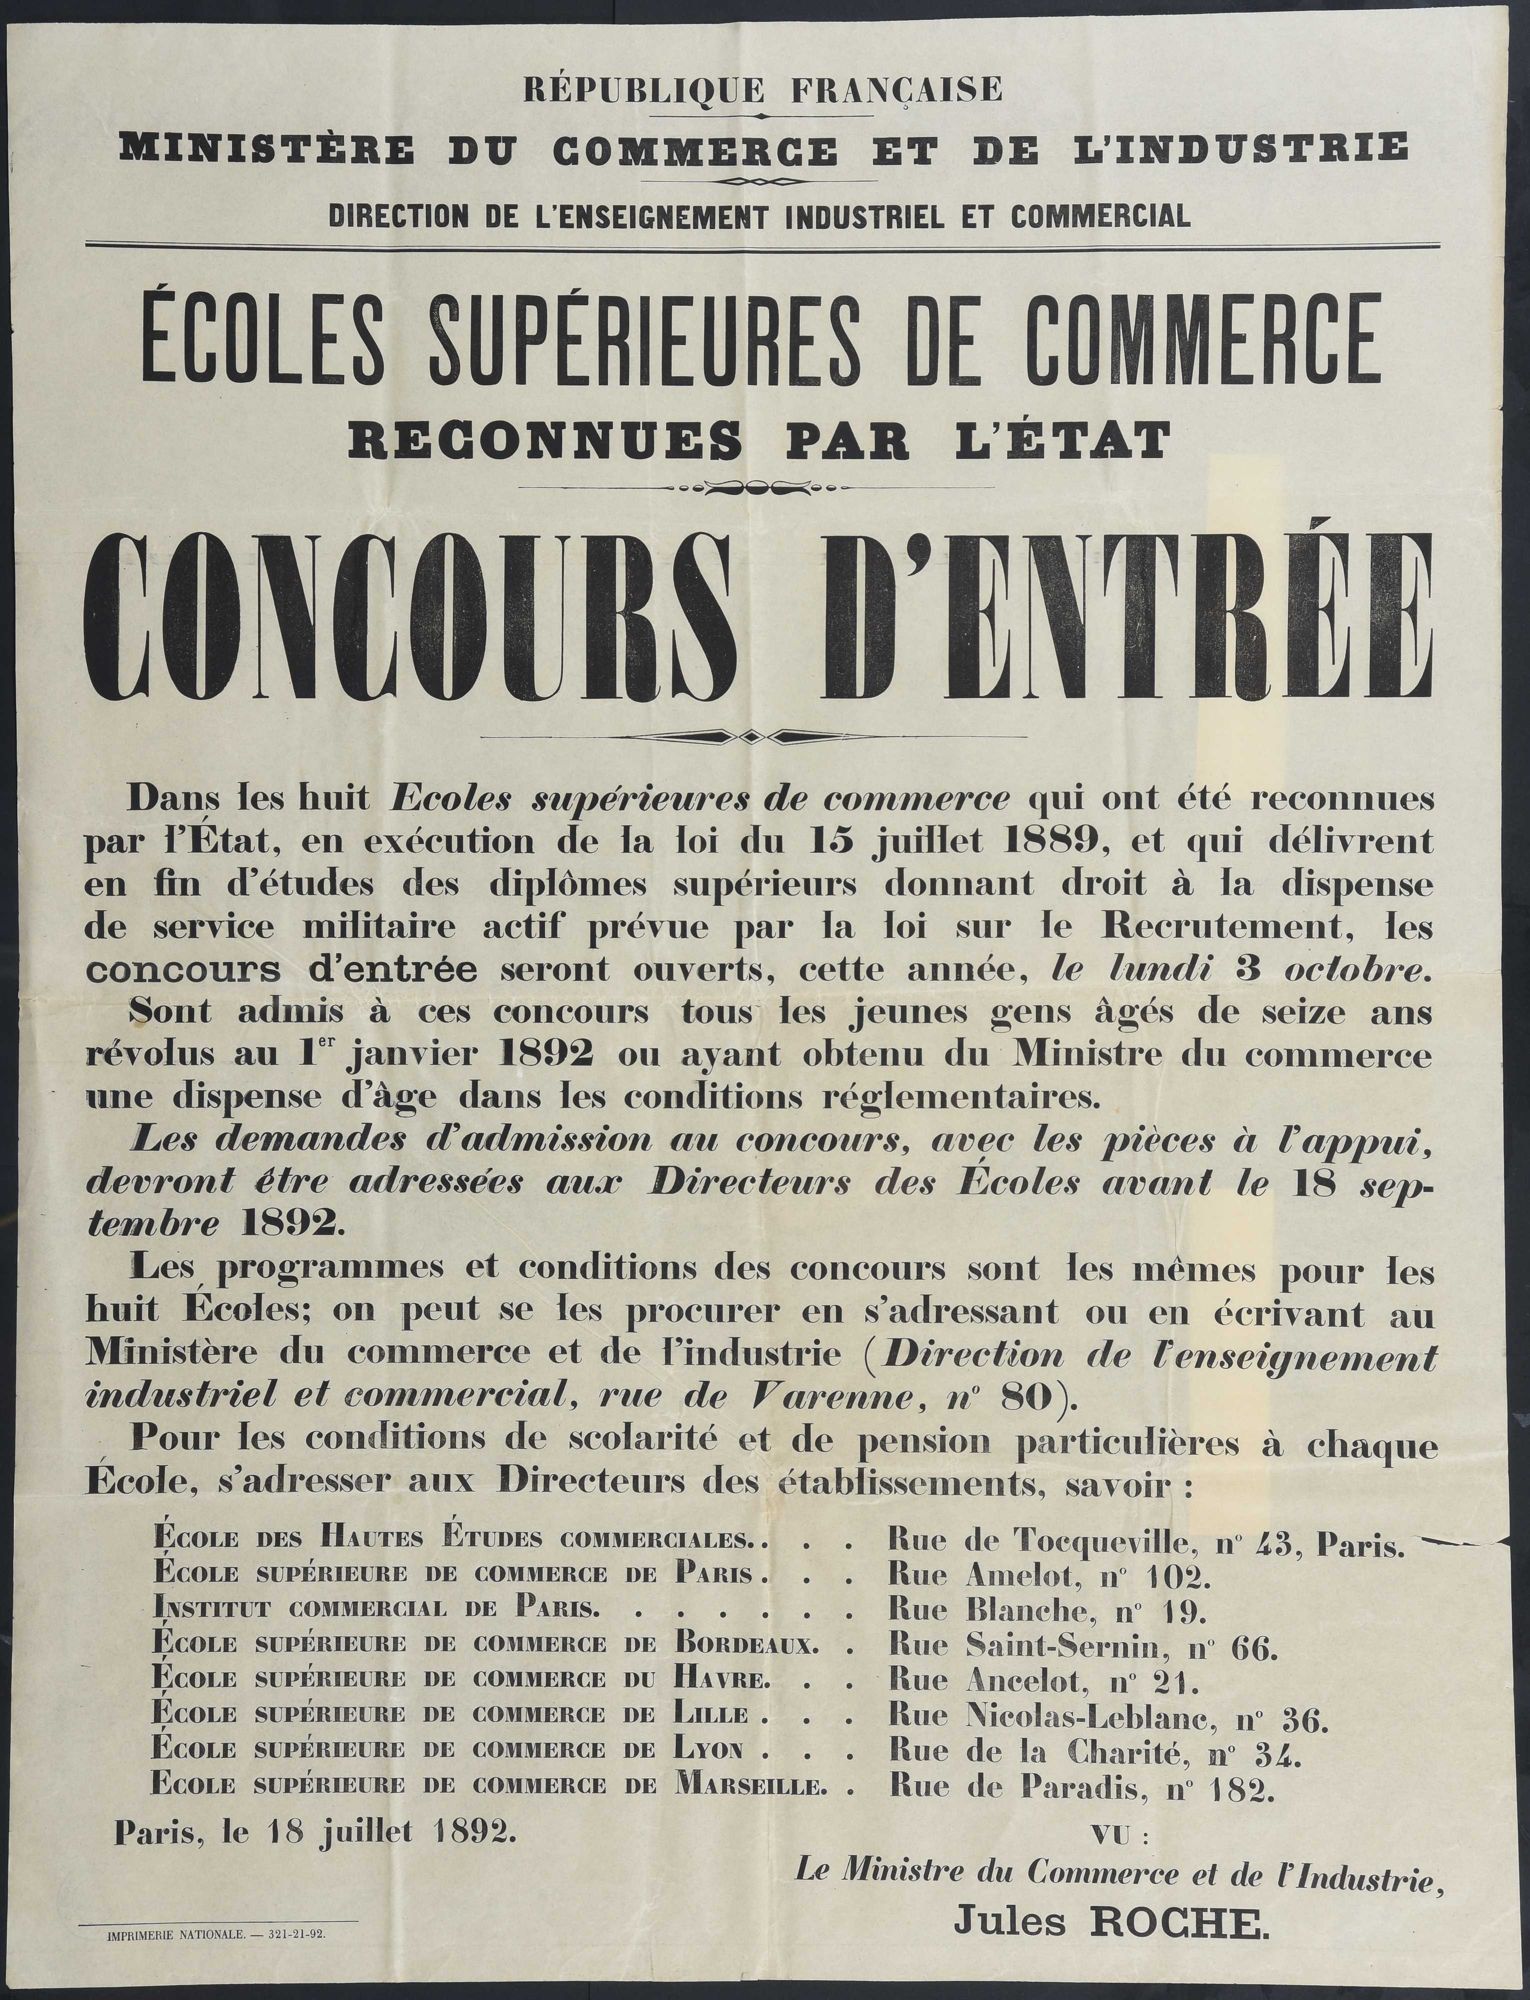 RÉPUBLIQUE FRANÇAISE
MINISTÈRE DU COMMERCE ET DE L'INDUSTRIE
DIRECTION DE L'ENSEIGNEMENT INDUSTRIEL ET COMMERCIAL
ÉCOLES SUPÉRIEURES DE COMMERCE
RECONNUES PAR L'ÉTAT
CONCOURS D'ENTRÉE
Dans les huit Ecoles supérieures de commerce qui ont été reconnues
par l'État, en exécution de la loi du 15 juillet 1889, et qui délivrent
en fin d'études des diplômes supérieurs donnant droit à la dispense
de service militaire actif prévue par la loi sur le Recrutement, les
concours d'entrée seront ouverts, cette année, le lundi 3 octobre.
Sont admis à ces concours tous les jeunes gens âgés de seize ans
révolus au 1er janvier 1892 ou ayant obtenu du Ministre du commerce
une dispense d'âge dans les conditions réglementaires.
Les demandes d'admission au concours, avec les pièces à l'appui,
devront être adressées aux Directeurs des Écoles avant le 18 sep-
tembre 1892.
Les programmes et conditions des concours sont les mêmes pour les
huit Écoles; on peut se les procurer en s'adressant ou en écrivant au
Ministère du commerce et de l'industrie (Direction de l'enseignement
industriel et commercial, rue de Varenne, n° 80).
Pour les conditions de scolarité et de pension particulières à chaque
École, s'adresser aux Directeurs des établissements, savoir :
ÉCOLE DES HAUTES ÉTUDES COMMERCIALES. . . . Rue de Tocqueville, n° 43, Paris.
ÉCOLE SUPÉRIEURE DE COMMERCE DE PARIS . . . Rue Amelot, n° 102.
INSTITUT COMMERCIAL DE PARIS. . . . . . . Rue Blanche, n° 19.
ÉCOLE SUPÉRIEURE DE COMMERCE DE BORDEAUX. . Rue Saint-Sernin, n° 66.
ÉCOLE SUPÉRIEURE DE COMMERCE DU HAVRE. . . Rue Ancelot, n° 21.
ÉCOLE SUPÉRIEURE DE COMMERCE DE LILLE . . . Rue Nicolas-Leblanc, n° 36.
ÉCOLE SUPÉRIEURE DE COMMERCE DE LYON . . . Rue de la Charité, n° 34.
ECOLE SUPÉRIEURE DE COMMERCE DE MARSEILLE. . Rue de Paradis, n° 182.
Paris, le 18 juillet 1892.
VU :
Le Ministre du Commerce et de l'Industrie,
Jules ROCHE.
IMPRIMERIE NATIONALE. — 321-21-92.